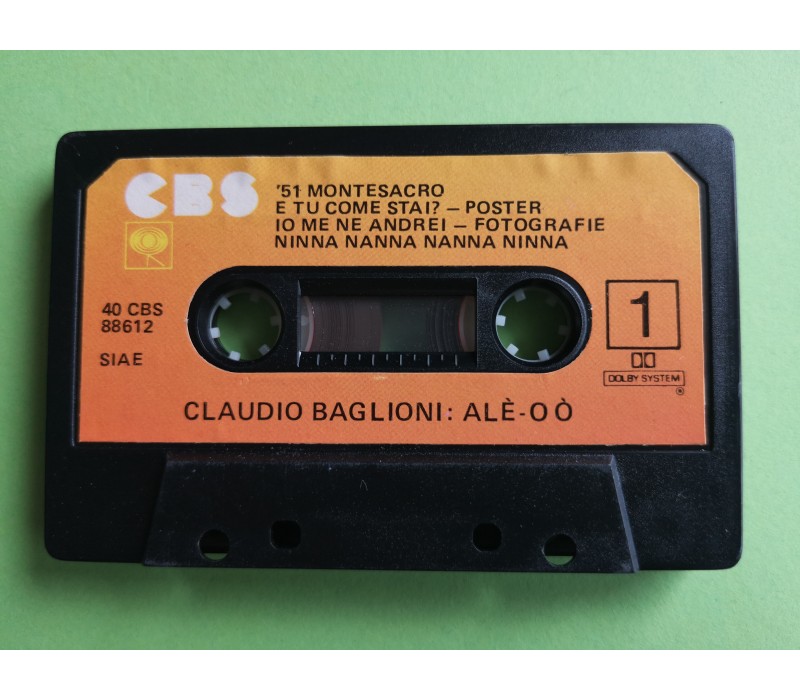 CBS
'51 MONTESACRO
E TU COME STAI? – POSTER
IO ME NE ANDREI – FOTOGRAFIE
NINNA NANNA NANNA NINNA
40 CBS
88612
SIAE
1
DOLBY SYSTEM
®
CLAUDIO BAGLIONI: ALÈ-O Ò